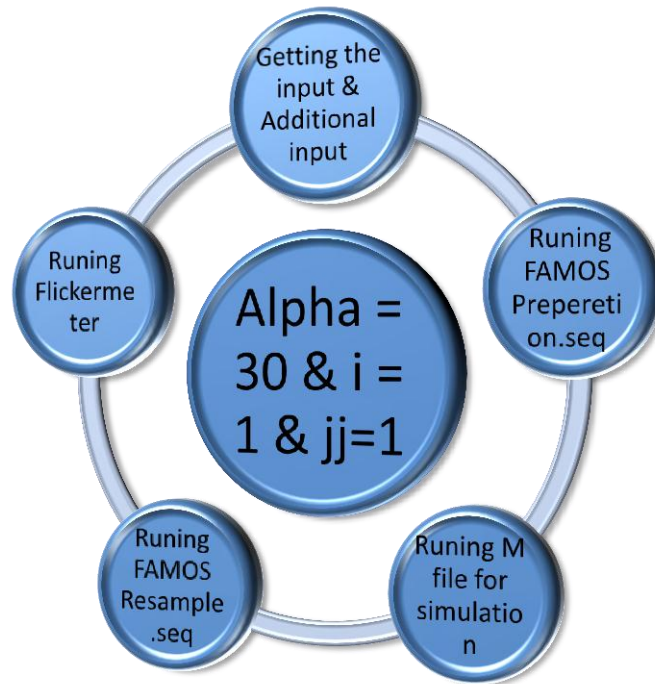 Getting the
input &
Additional
input
Runing
FAMOS
Prepereti
on.seq
Runing M
file for
simulatio
n
Runing
FAMOS
Resample
.seq
Runing
Flickerme
ter
Alpha =
30 & i =
1 & jj=1